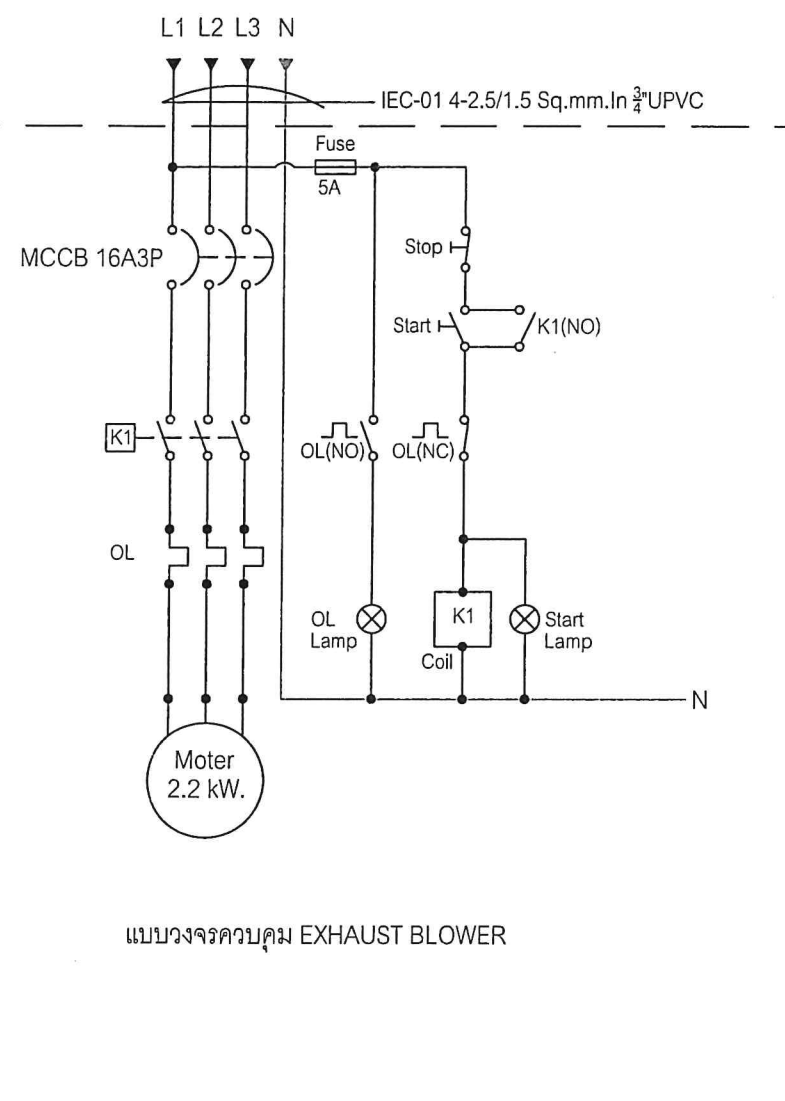 L1 L2 L3 N
IEC-01 4-2.5/1.5 Sq.mm.In 3/4"UPVC
Fuse
5A
MCCB 16A3P
Stop
Start
K1(NO)
K1
OL(NO)
OL(NC)
OL
OL
Lamp
K1
Coil
Start
Lamp
N
Moter
2.2 kW.
แบบวงจรควบคุม EXHAUST BLOWER